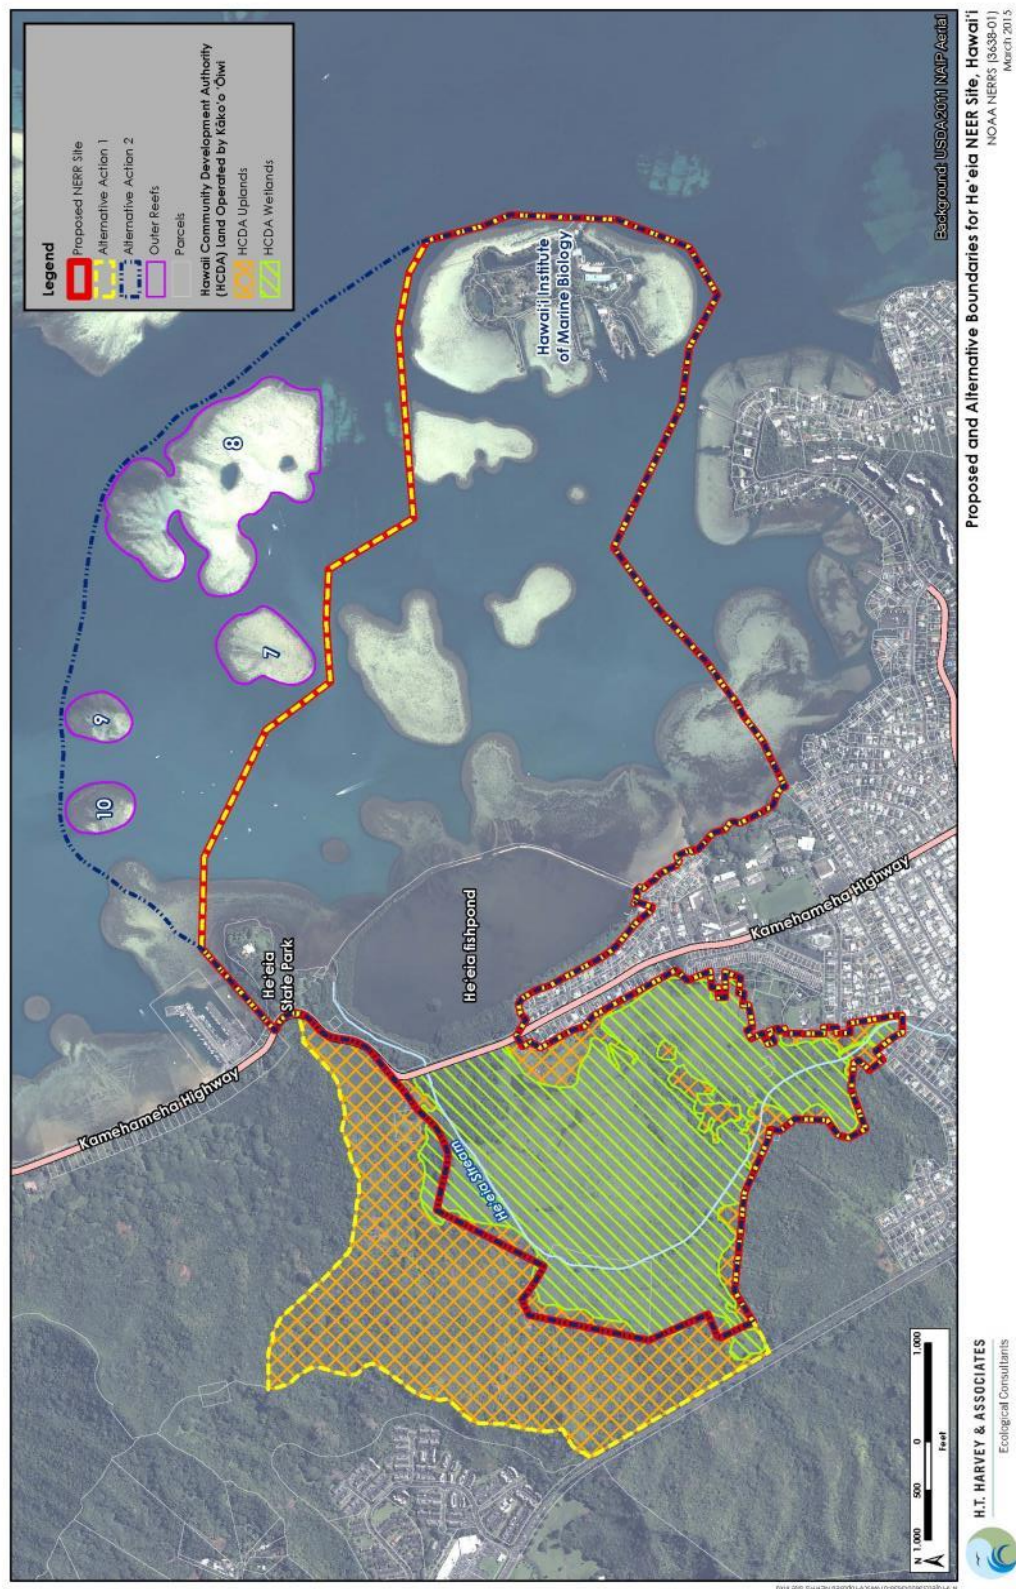 Legend
Proposed NERR Site
Alternative Action 1
Alternative Action 2
Outer Reefs
Parcels
Hawaii Community Development Authority
(HCDA) Land Operated by Kāko'o 'Ōiwi
HCDA Uplands
HCDA Wetlands
8
7
9
10
Hawai'i Institute
of Marine Biology
He'eia
State Park
He'eia fishpond
Kamehameha Highway
Kamehameha Highway
He'eia Stream
Background: USDA2011 NAIP Aerial
N 1,000 500 0 1,000
Feet
H.T. HARVEY & ASSOCIATES
Ecological Consultants
Proposed and Alternative Boundaries for He'eia NEER Site, Hawai'i
NOAA NERRS (3638-01)
March 2015